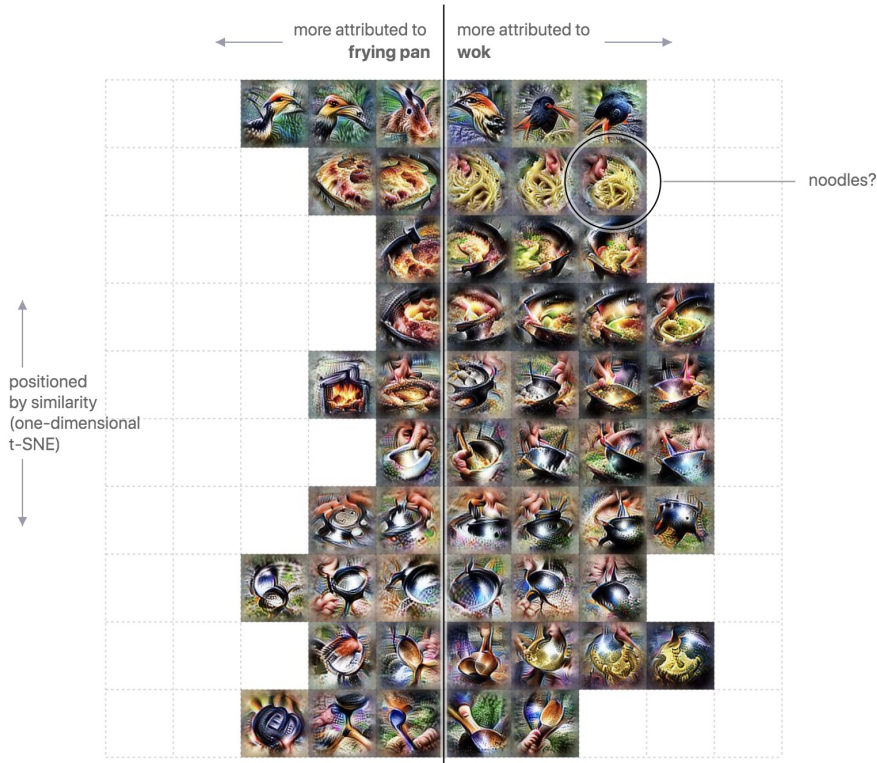 more attributed to
frying pan
more attributed to
wok
noodles?
positioned
by similarity
(one-dimensional
t-SNE)